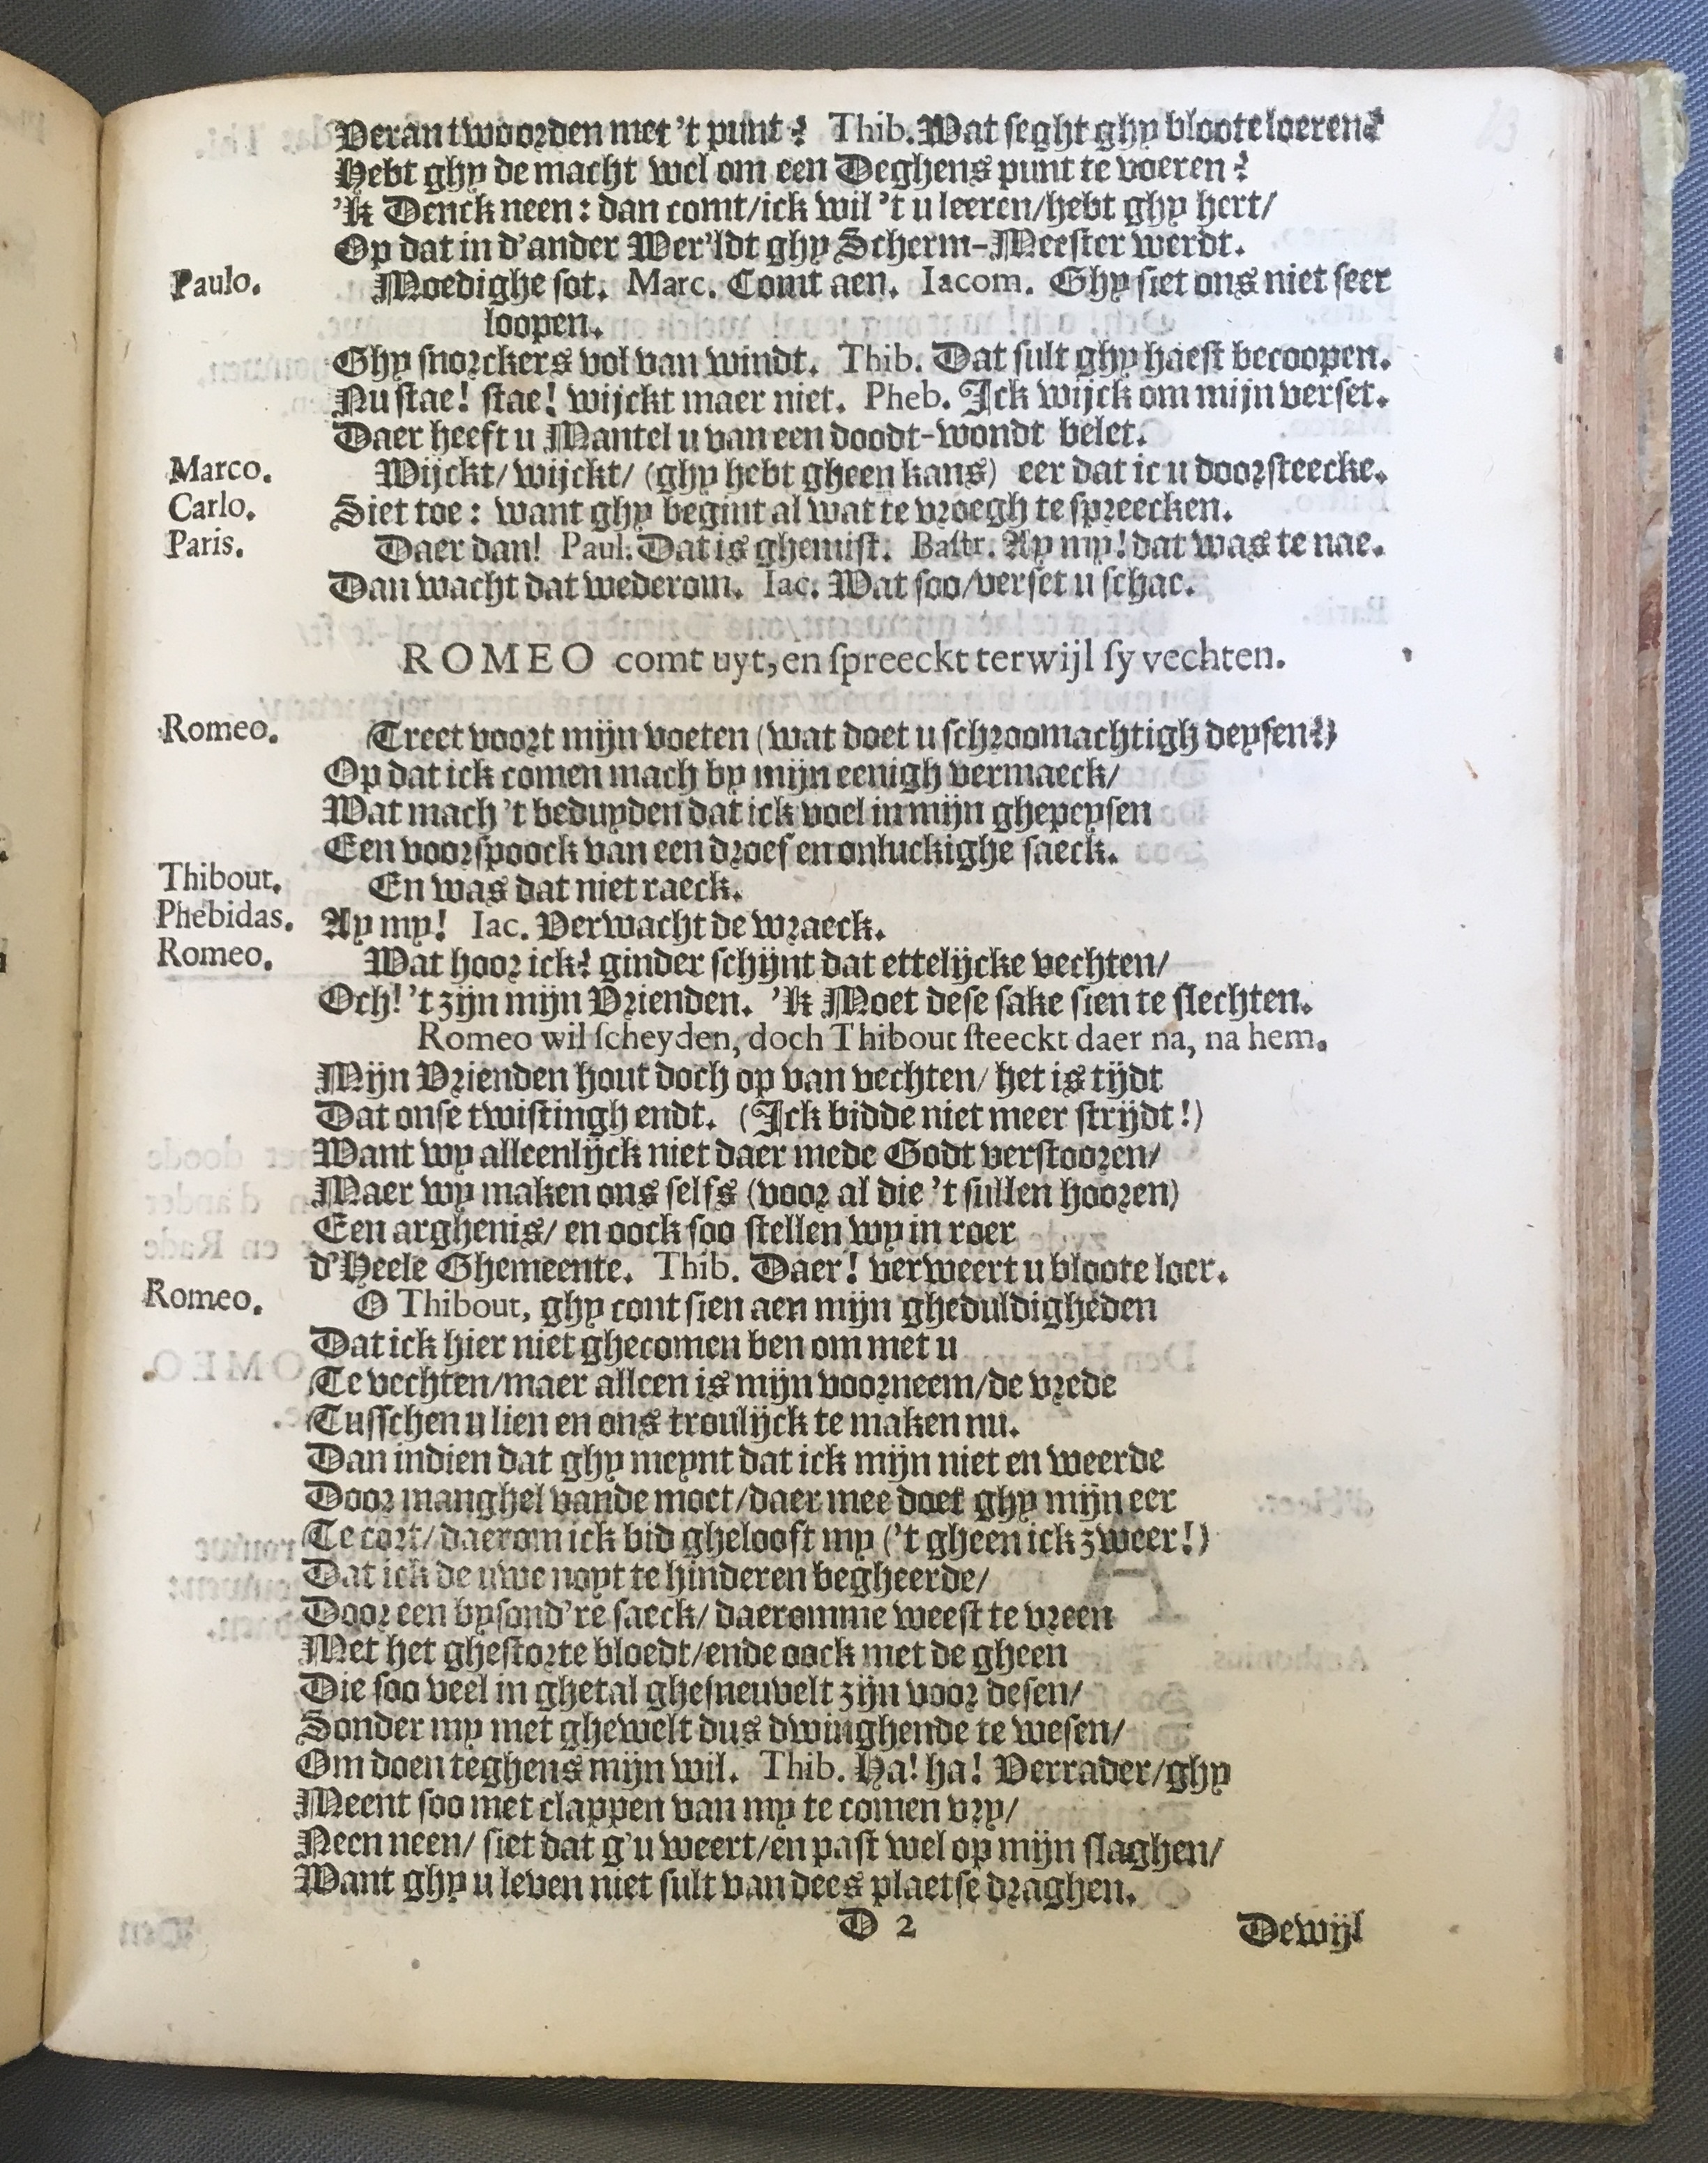 Verantwoorden met 't punt? Thib. Wat seght ghy bloote loeren?
Hebt ghy de macht wel om een Deghens punt te voeren?
'k Denck neen: dan comt/ick wil 't u leeren/hebt ghy hert/
Op dat in d'ander Wer'ldt ghy Scherm-Meester werdt.
Paulo. Moedighe sot. Marc. Comt aen. Iacom. Ghy siet ons niet seer
loopen.
Ghy snorckers vol van windt. Thib. Dat sult ghy haest becoopen.
Nu stae! stae! wijckt maer niet. Pheb. Ick wijck om mijn verset.
Daer heeft u Mantel u van een doodt-wondt belet.
Marco. Wijckt/ wijckt/ (ghy hebt gheen kans) eer dat ic u doorsteecke.
Carlo. Siet toe: want ghy begint al wat te vroegh te spreecken.
Paris. Daer dan! Paul. Dat is ghemist. Bastr. Ay my! dat was te nae.
Dan wacht dat wederom. Iac. Wat soo/verset u schae.
ROMEO comt uyt, en spreeckt terwijl sy vechten.
Romeo. Treet voort mijn voeten (wat doet u schroomachtigh deysen?)
Op dat ick comen mach by mijn eenigh vermaeck/
Wat mach 't beduyden dat ick voel in mijn ghepeysen
Een voorspoock van een droef en onluckighe saeck.
Thibout. En was dat niet raeck.
Phebidas. Ay my! Iac. Verwacht de wraeck.
Romeo. Wat hoor ick? ginder schijnt dat ettelijcke vechten/
Och! 't zijn mijn Vrienden. 'k Moet dese sake sien te slechten.
Romeo wil scheyden, doch Thibout steeckt daer na, na hem.
Mijn Vrienden hout doch op van vechten/ het is tijdt
Dat onse twistingh endt. (Ick bidde niet meer strijdt!)
Want wy alleenlijck niet daer mede Godt verstooren/
Maer wy maken ons selfs (voor al die 't sullen hooren)
Een arghenis/ en oock soo stellen wy in roer
d'Heele Ghemeente. Thib. Daer! verweert u bloote loer.
Romeo. O Thibout, ghy cont sien aen mijn gheduldigheden
Dat ick hier niet ghecomen ben om met u
Te vechten/maer alleen is mijn voorneem/de vrede
Tusschen u lien en ons troulijck te maken nu.
Dan indien dat ghy meynt dat ick mijn niet en weerde
Door manghel vande moet/daer mee doet ghy mijn eer
Te cort/ daerom ick bid ghelooft my ('t gheen ick zweer!)
Dat ick de uwe noyt te hinderen begheerde/
Door een bysond're saeck/ daeromme weest te vreen
Met het ghestorte bloedt/ende oock met de gheen
Die soo veel in ghetal ghesneuvelt zijn voor desen/
Sonder my met ghewelt dus dwinghende te wesen/
Om doen teghens mijn wil. Thib. Ha! ha! Verrader/ghy
Meent soo met clappen van my te comen vry/
Neen neen/ siet dat g'u weert/en past wel op mijn slaghen/
Want ghy u leven niet sult van dees plaetse draghen.
D 2 Dewijl